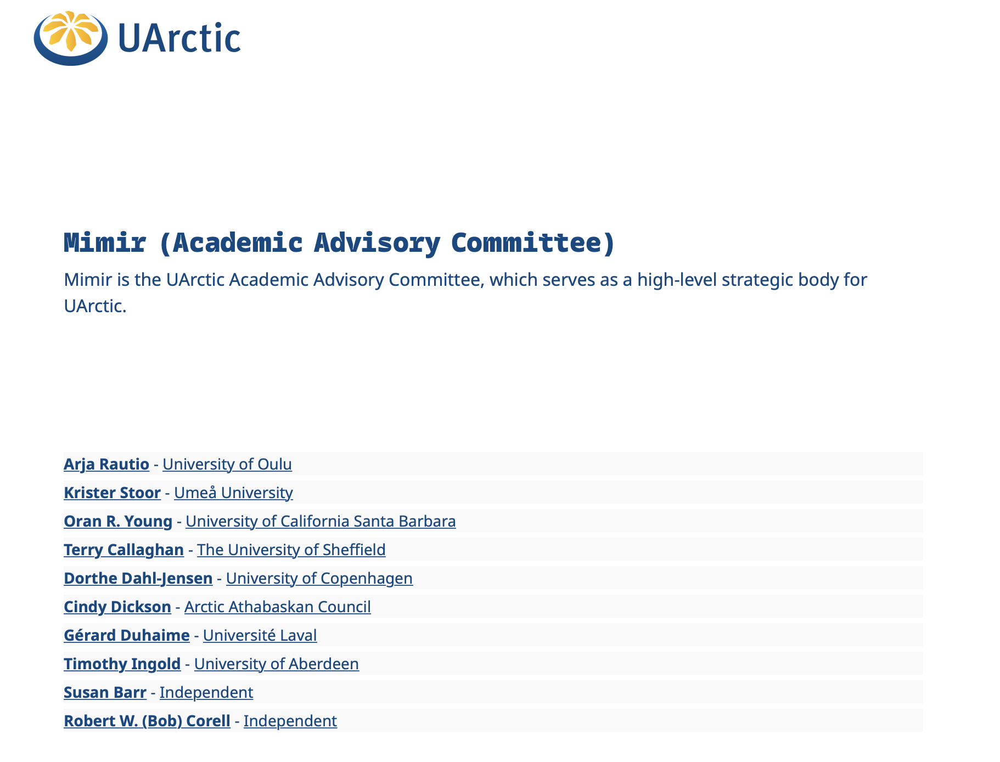 UArctic
Mimir (Academic Advisory Committee)
Mimir is the UArctic Academic Advisory Committee, which serves as a high-level strategic body for
UArctic.
Arja Rautio - University of Oulu
Krister Stoor - Umeå University
Oran R. Young - University of California Santa Barbara
Terry Callaghan - The University of Sheffield
Dorthe Dahl-Jensen - University of Copenhagen
Cindy Dickson - Arctic Athabaskan Council
Gérard Duhaime - Université Laval
Timothy Ingold - University of Aberdeen
Susan Barr - Independent
Robert W. (Bob) Corell - Independent